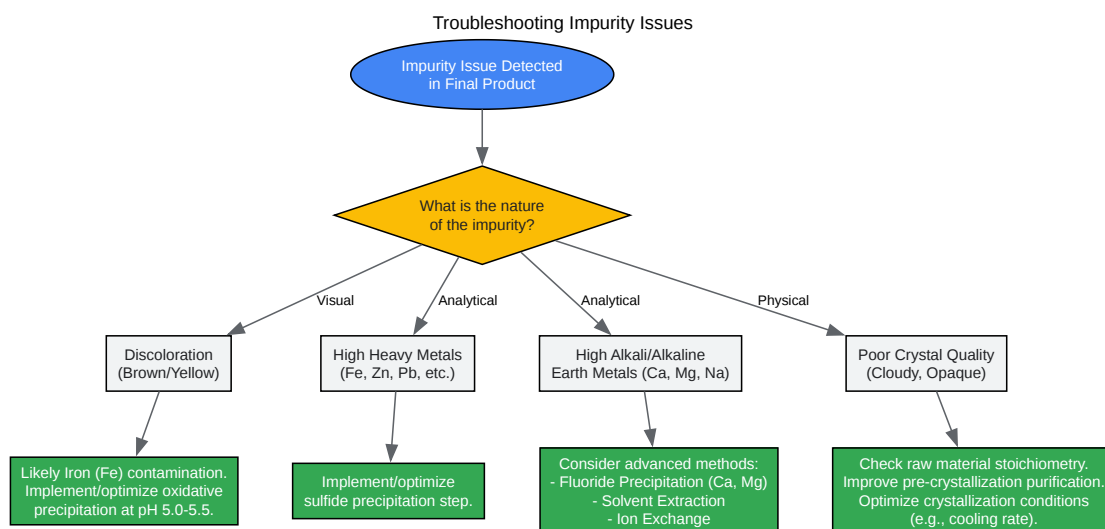 Troubleshooting Impurity Issues
Impurity Issue Detected
in Final Product
What is the nature
of the impurity?
Visual
Analytical
Analytical
Physical
Discoloration
(Brown/Yellow)
High Heavy Metals
(Fe, Zn, Pb, etc.)
High Alkali/Alkaline
Earth Metals (Ca, Mg, Na)
Poor Crystal Quality
(Cloudy, Opaque)
Likely Iron (Fe) contamination.
Implement/optimize oxidative
precipitation at pH 5.0-5.5.
Implement/optimize
sulfide precipitation step.
Consider advanced methods:
- Fluoride Precipitation (Ca, Mg)
- Solvent Extraction
- Ion Exchange
Check raw material stoichiometry.
Improve pre-crystallization purification.
Optimize crystallization conditions
(e.g., cooling rate).